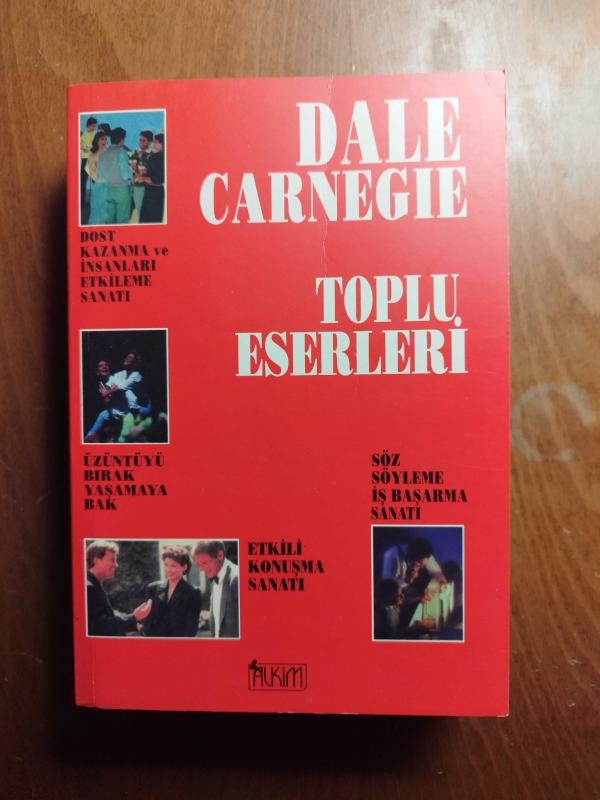 DALE
CARNEGIE
TOPLU
ESERLERİ
DOST
KAZANMA ve
İNSANLARI
ETKİLEME
SANATI
ÜZÜNTÜYÜ
BIRAK
YAŞAMAYA
BAK
SÖZ
SÖYLEME
İŞ BAŞARMA
SANATI
ETKİLİ
KONUŞMA
SANATI
ALKIM